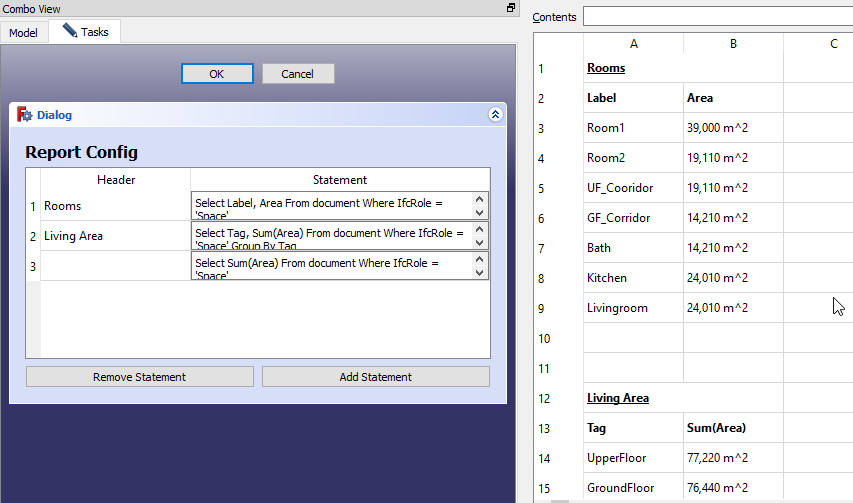 Combo View
Model
Tasks
OK
Cancel
Dialog
Report Config
Header Statement
1 Rooms Select Label, Area From document Where IfcRole =
'Space'
2 Living Area Select Tag, Sum(Area) From document Where IfcRole =
'Space' Group By Tag
3 Select Sum(Area) From document Where IfcRole =
'Space'
Remove Statement
Add Statement
Contents
A B C
1 Rooms
2 Label Area
3 Room1 39,000 m^2
4 Room2 19,110 m^2
5 UF_Cooridor 19,110 m^2
6 GF_Corridor 14,210 m^2
7 Bath 14,210 m^2
8 Kitchen 24,010 m^2
9 Livingroom 24,010 m^2
10
11
12 Living Area
13 Tag Sum(Area)
14 UpperFloor 77,220 m^2
15 GroundFloor 76,440 m^2